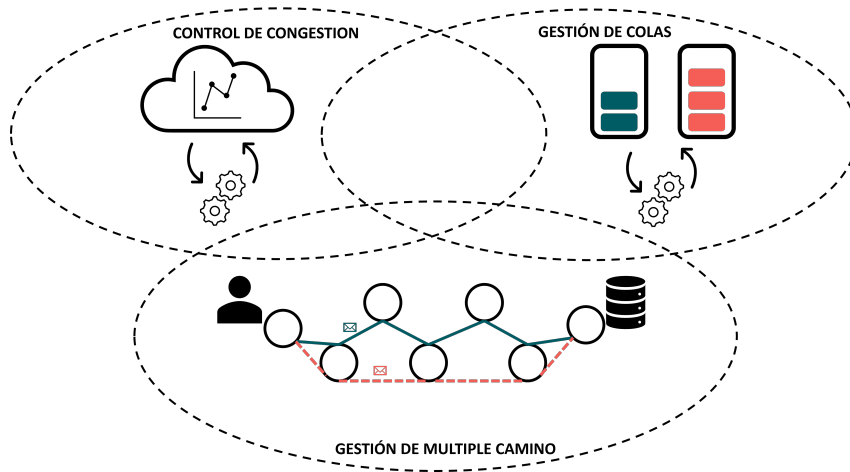 CONTROL DE CONGESTION
GESTIÓN DE COLAS
GESTIÓN DE MULTIPLE CAMINO